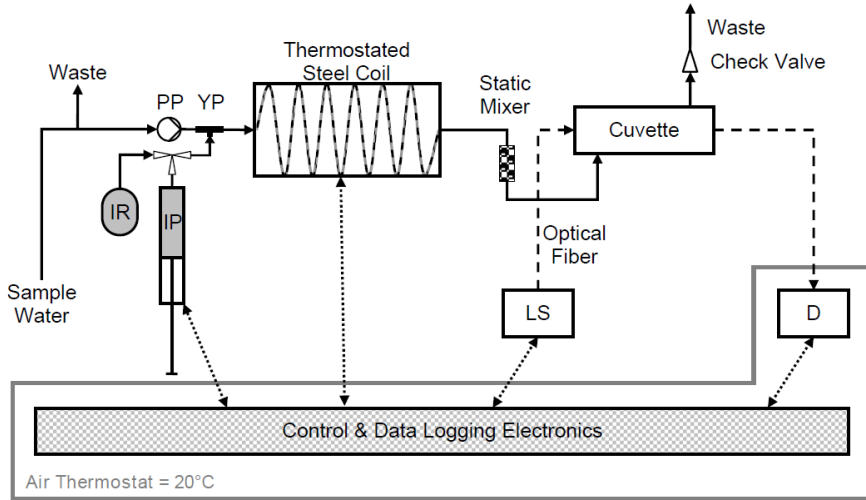 Waste
Check Valve
Thermostated
Steel Coil
Waste
Static
Mixer
PP
YP
Cuvette
IR
IP
Optical
Fiber
Sample
Water
LS
D
Control & Data Logging Electronics
Air Thermostat = 20°C